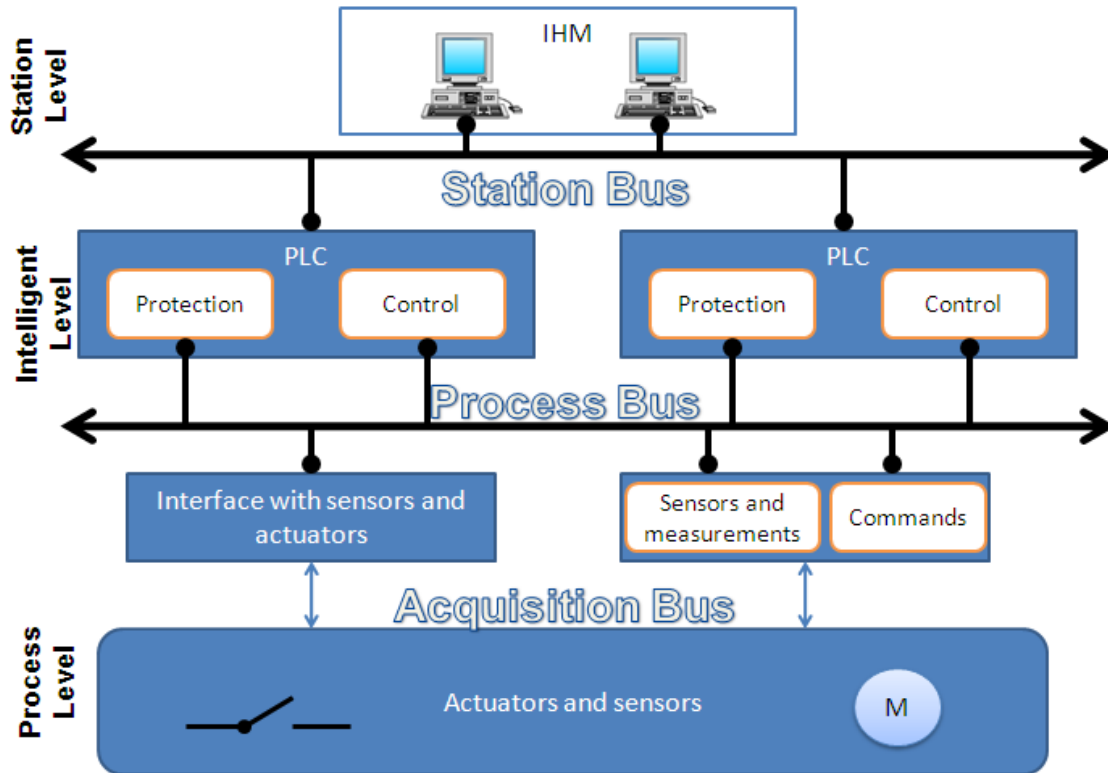 IHM
Station
Level
Station Bus
PLC
Protection
Control
PLC
Protection
Control
Intelligent
Level
Process Bus
Interface with sensors and
actuators
Sensors and
measurements
Commands
Acquisition Bus
Process
Level
Actuators and sensors
M